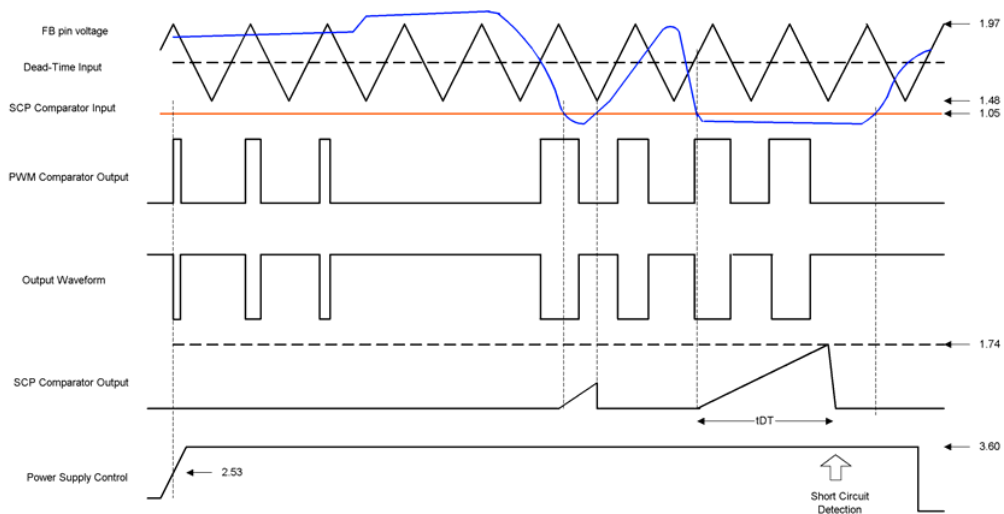 FB pin voltage
1.97
Dead-Time Input
1.48
SCP Comparator Input
1.05
PWM Comparator Output
Output Waveform
1.74
SCP Comparator Output
tDT
3.60
2.53
Power Supply Control
Short Circuit
Detection